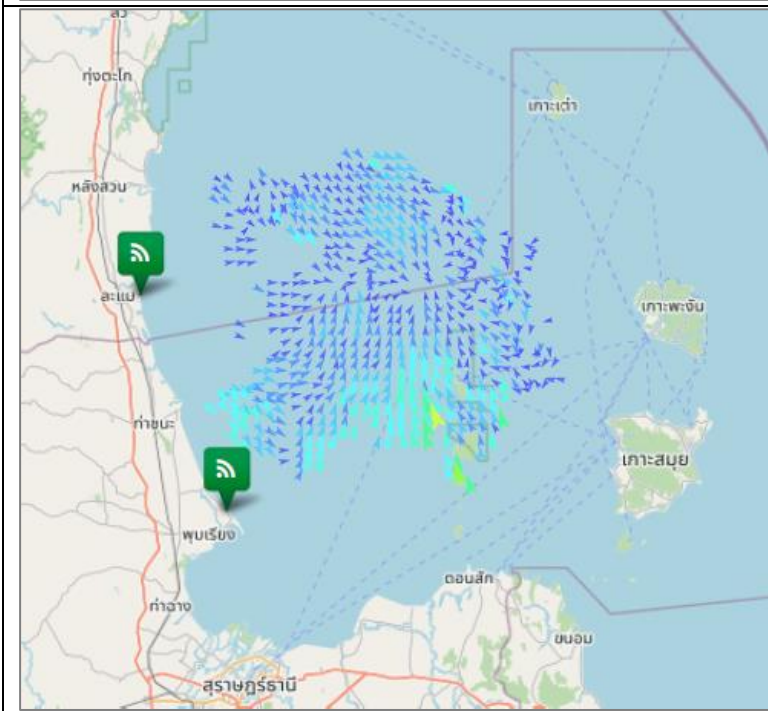 สวี
ทุ่งตะโก
เกาะเต่า
หลังสวน
ละแม
เกาะพะงัน
ท่าชนะ
เกาะสมุย
พุมเรียง
ดอนสัก
ท่าฉาง
ขนอม
สุราษฎร์ธานี